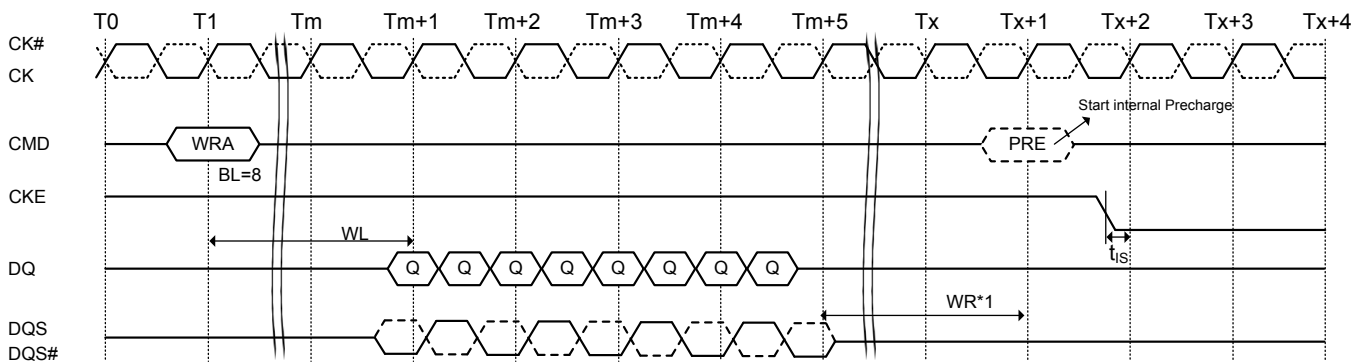 T0 T1 Tm Tm+1 Tm+2 Tm+3 Tm+4 Tm+5 Tx Tx+1 Tx+2 Tx+3 Tx+4
CK#
CK
Start internal Precharge
CMD WRA PRE
BL=8
CKE
WL
tIS
DQ Q Q Q Q Q Q Q Q
WR*1
DQS
DQS#